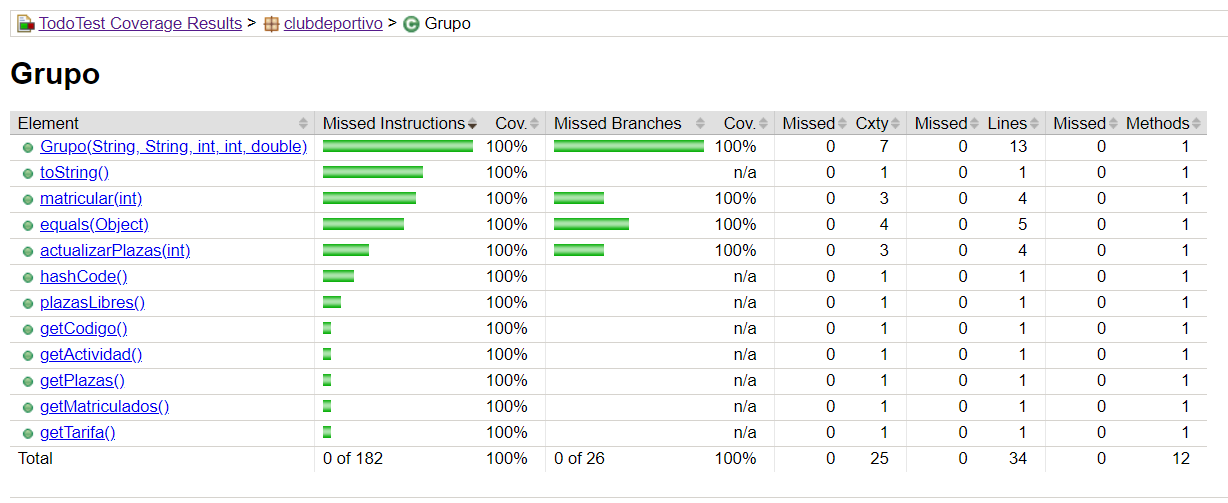 TodoTest Coverage Results > clubdeportivo > Grupo
Grupo
Element Missed Instructions Cov. Missed Branches Cov. Missed Cxty Missed Lines Missed Methods
Grupo(String, String, int, int, double) 100% 100% 0 7 0 13 0 1
toString() 100% n/a 0 1 0 1 0 1
matricular(int) 100% 100% 0 3 0 4 0 1
equals(Object) 100% 100% 0 4 0 5 0 1
actualizarPlazas(int) 100% 100% 0 3 0 4 0 1
hashCode() 100% n/a 0 1 0 1 0 1
plazasLibres() 100% n/a 0 1 0 1 0 1
getCodigo() 100% n/a 0 1 0 1 0 1
getActividad() 100% n/a 0 1 0 1 0 1
getPlazas() 100% n/a 0 1 0 1 0 1
getMatriculados() 100% n/a 0 1 0 1 0 1
getTarifa() 100% n/a 0 1 0 1 0 1
Total 0 of 182 100% 0 of 26 100% 0 25 0 34 0 12